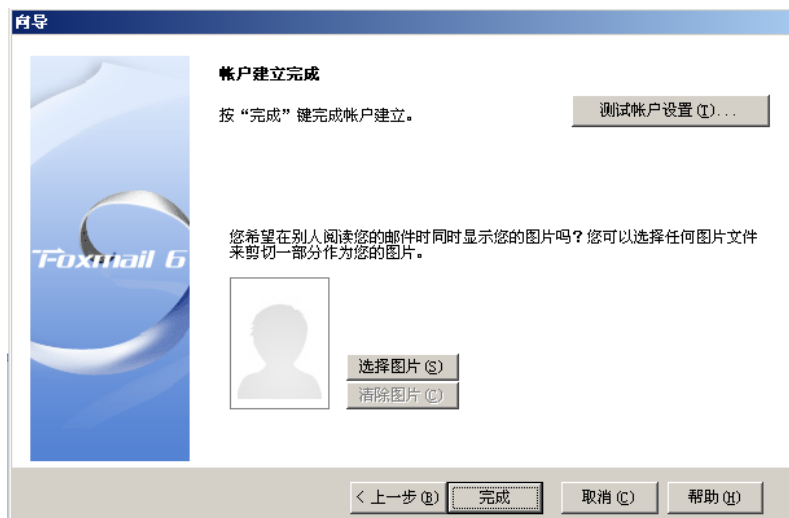 向导
帐户建立完成
按“完成”键完成帐户建立。
测试帐户设置(T)...
您希望在别人阅读您的邮件时同时显示您的图片吗？您可以选择任何图片文件
来剪切一部分作为您的图片。
Foxmail 6
选择图片(S)
清除图片(C)
< 上一步(B)
完成
取消(C)
帮助(H)